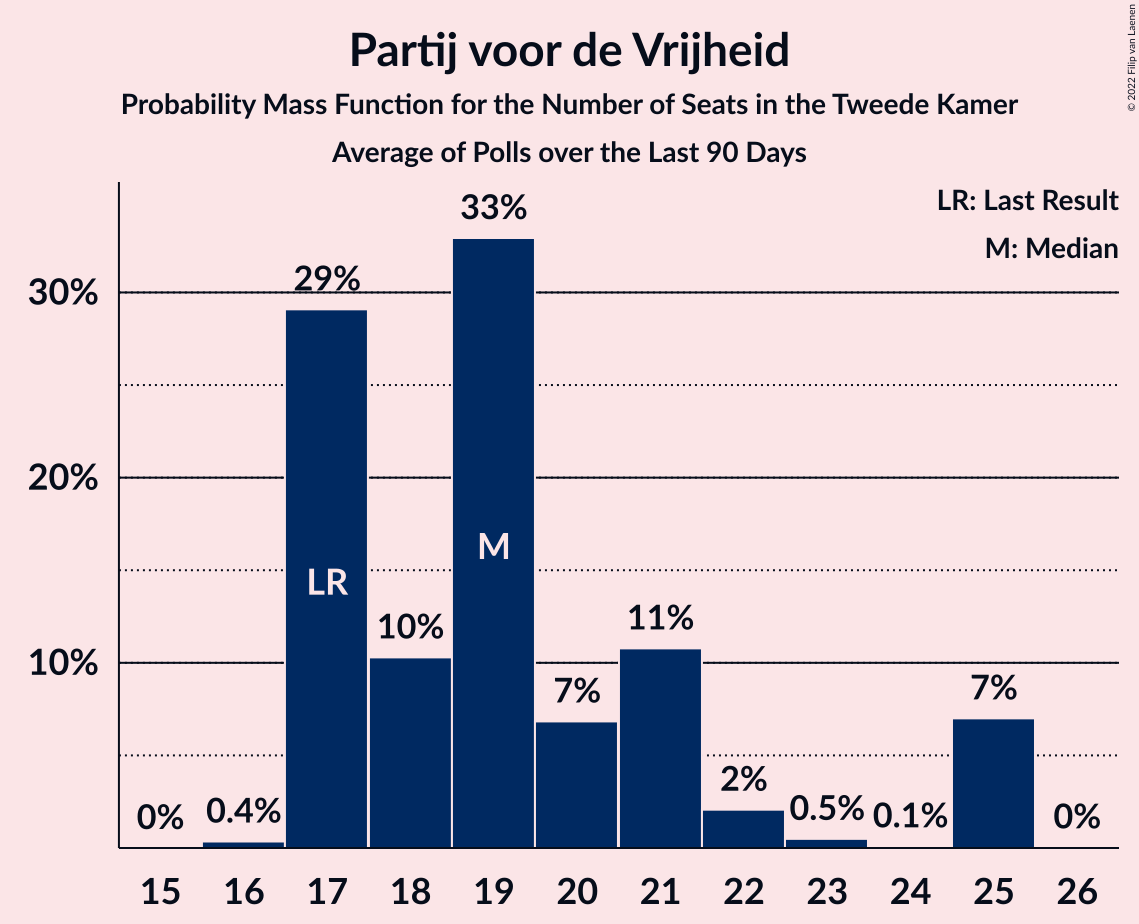 Partij voor de Vrijheid
Probability Mass Function for the Number of Seats in the Tweede Kamer
Average of Polls over the Last 90 Days
© 2022 Filip van Laenen
LR: Last Result
M: Median
30%
20%
10%
0%
0.4%
29%
LR
10%
33%
M
7%
11%
2%
0.5%
0.1%
7%
0%
15 16 17 18 19 20 21 22 23 24 25 26